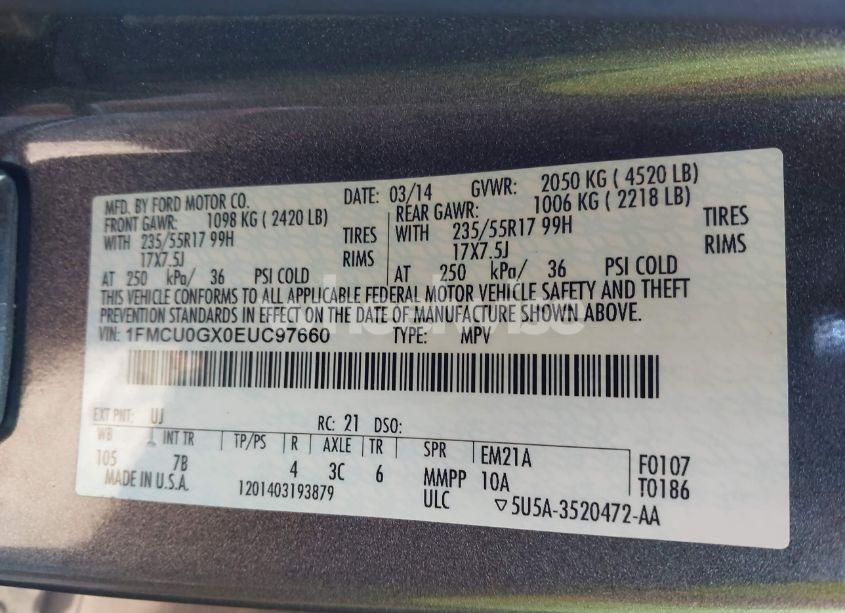 MFD. BY FORD MOTOR CO. DATE: 03/14 GVWR: 2050 KG ( 4520 LB)
FRONT GAWR: 1098 KG ( 2420 LB) REAR GAWR: 1006 KG ( 2218 LB)
WITH 235/55R17 99H TIRES WITH 235/55R17 99H TIRES
17X7.5J RIMS 17X7.5J RIMS
AT 250 kPa/ 36 PSI COLD AT 250 kPa/ 36 PSI COLD
THIS VEHICLE CONFORMS TO ALL APPLICABLE FEDERAL MOTOR VEHICLE SAFETY AND THEFT
PREVENTION STANDARDS IN EFFECT ON THE DATE OF MANUFACTURE SHOWN ABOVE.
VIN: 1FMCU0GX0EUC97660 TYPE: MPV
EXT PNT: UJ RC: 21 DSO:
WB INT TR TP/PS R AXLE TR SPR EM21A F0107
105 7B 4 3C 6 MMPP 10A T0186
MADE IN U.S.A. 1201403193879 ULC ▽5U5A-3520472-AA